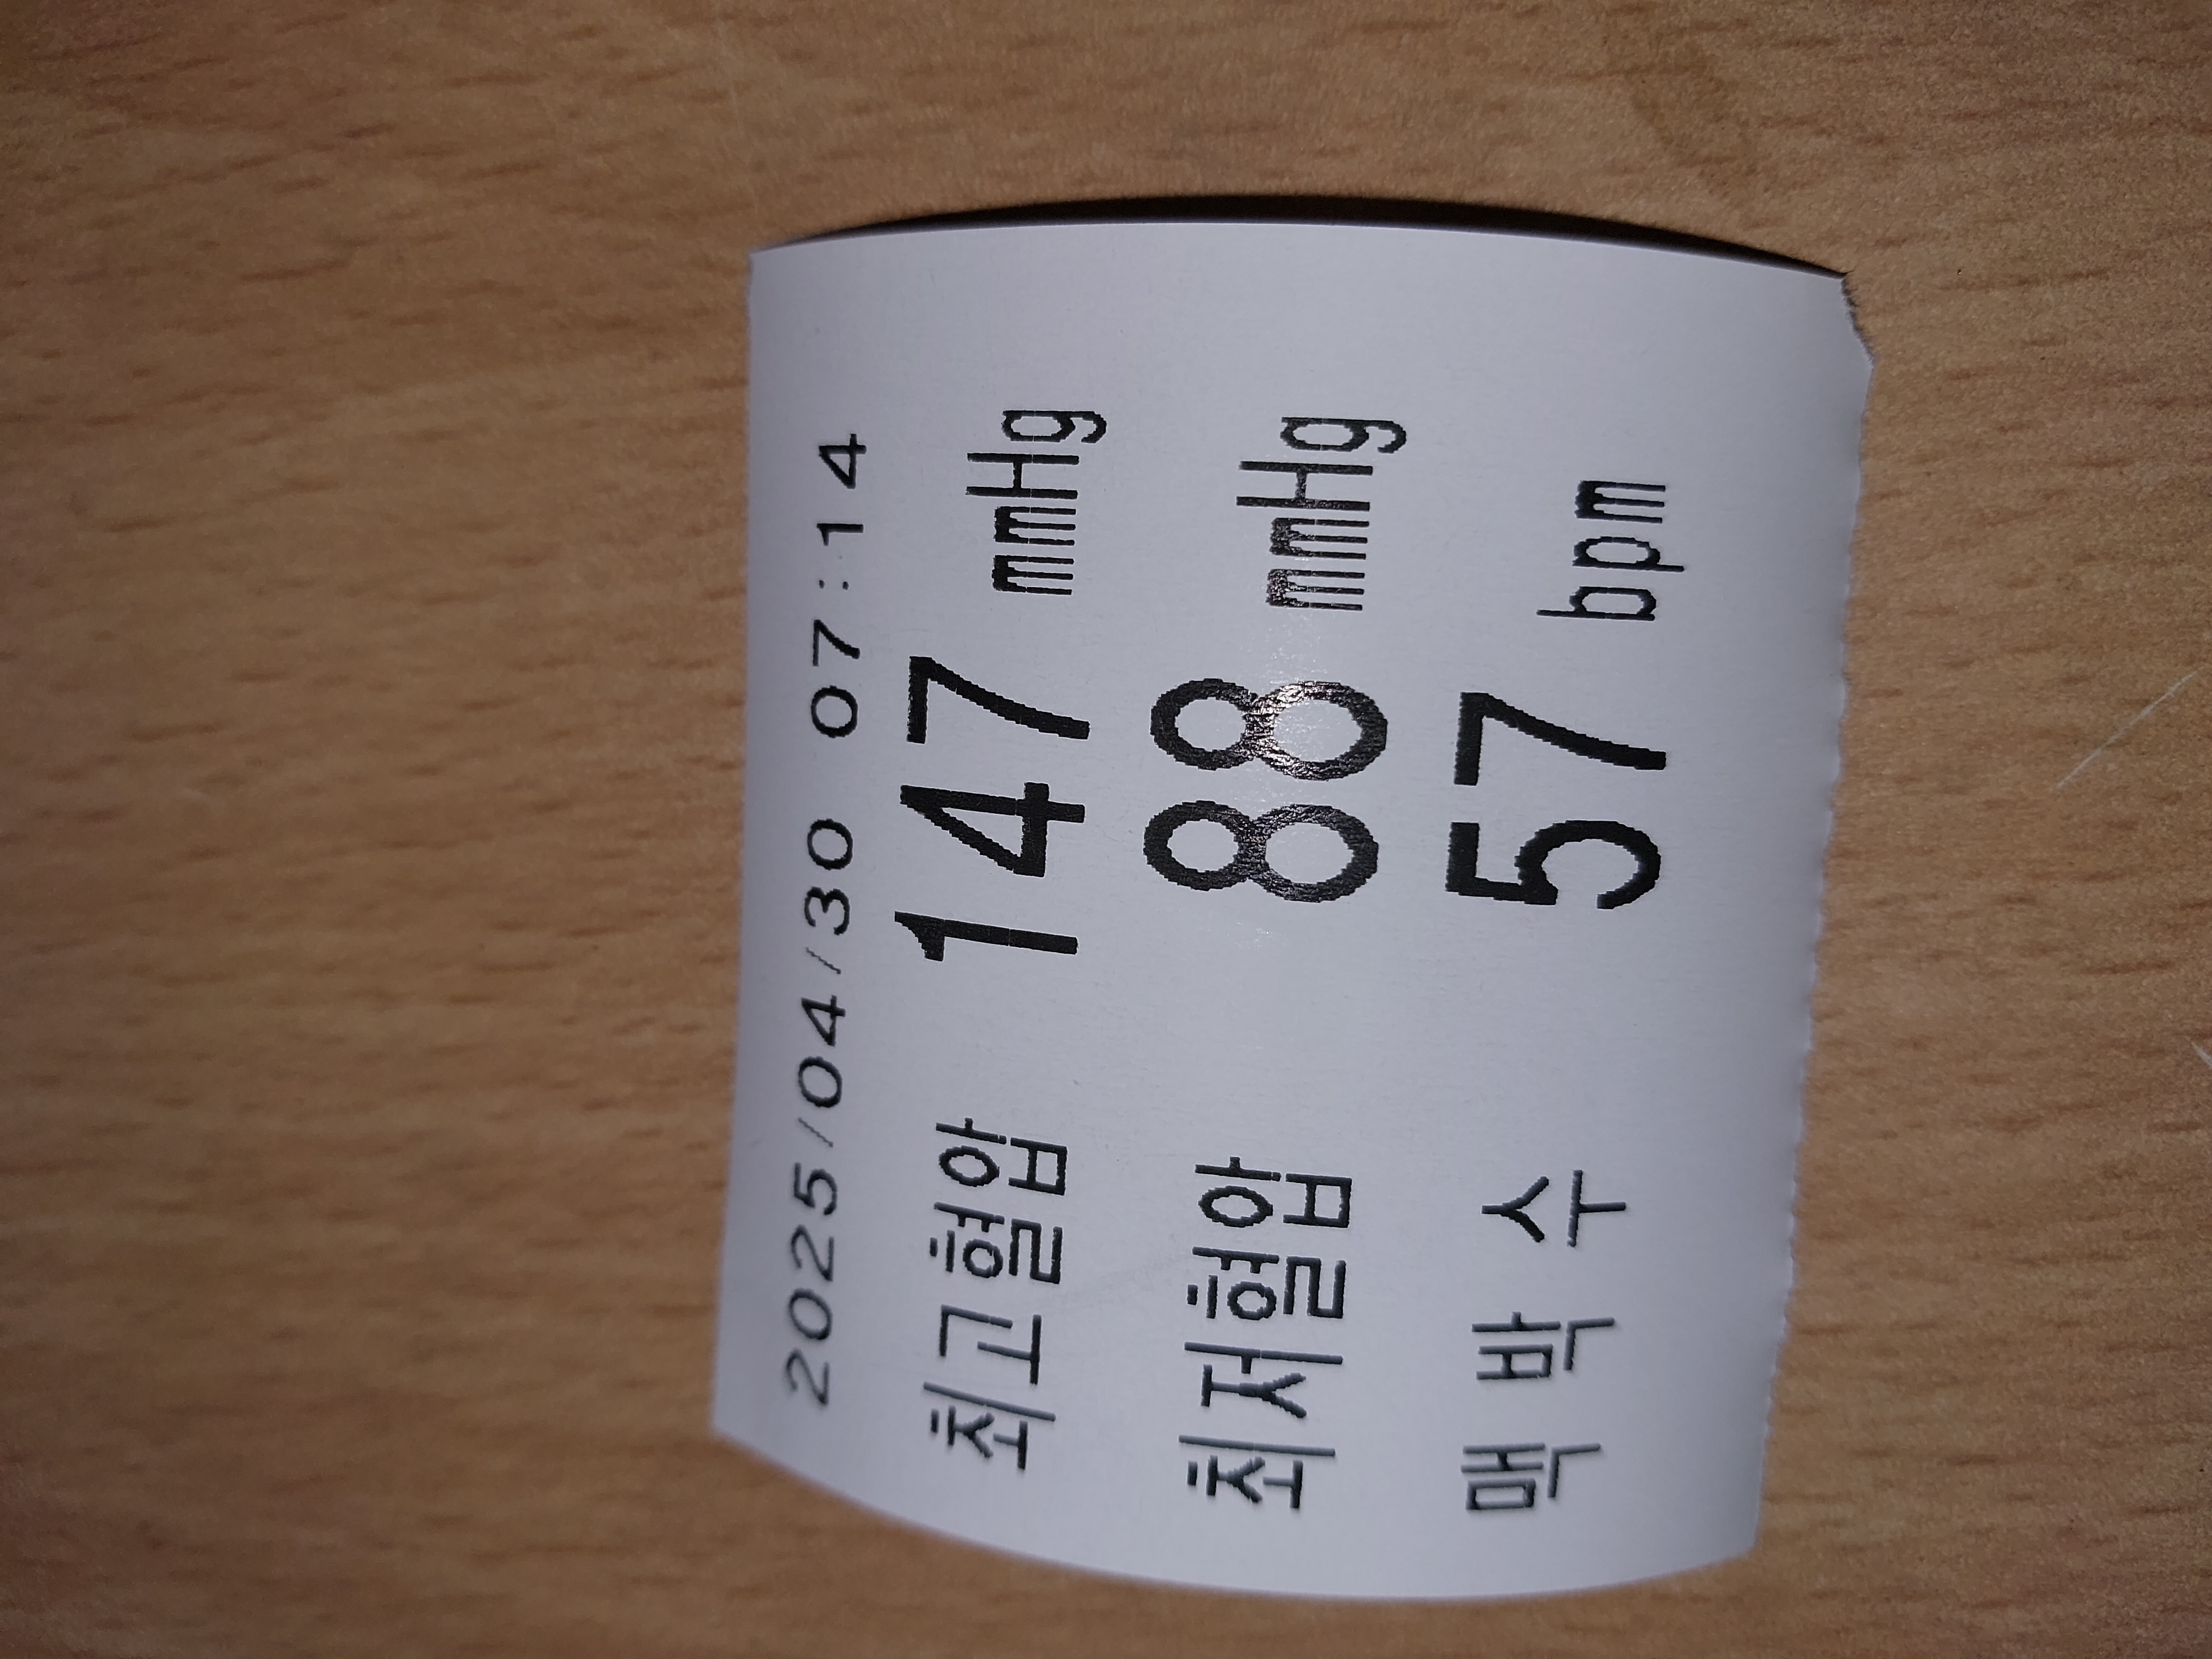 2025/04/30 07:14
최고혈압 147 mmHg
최저혈압 88 mmHg
맥 박 수 57 bpm